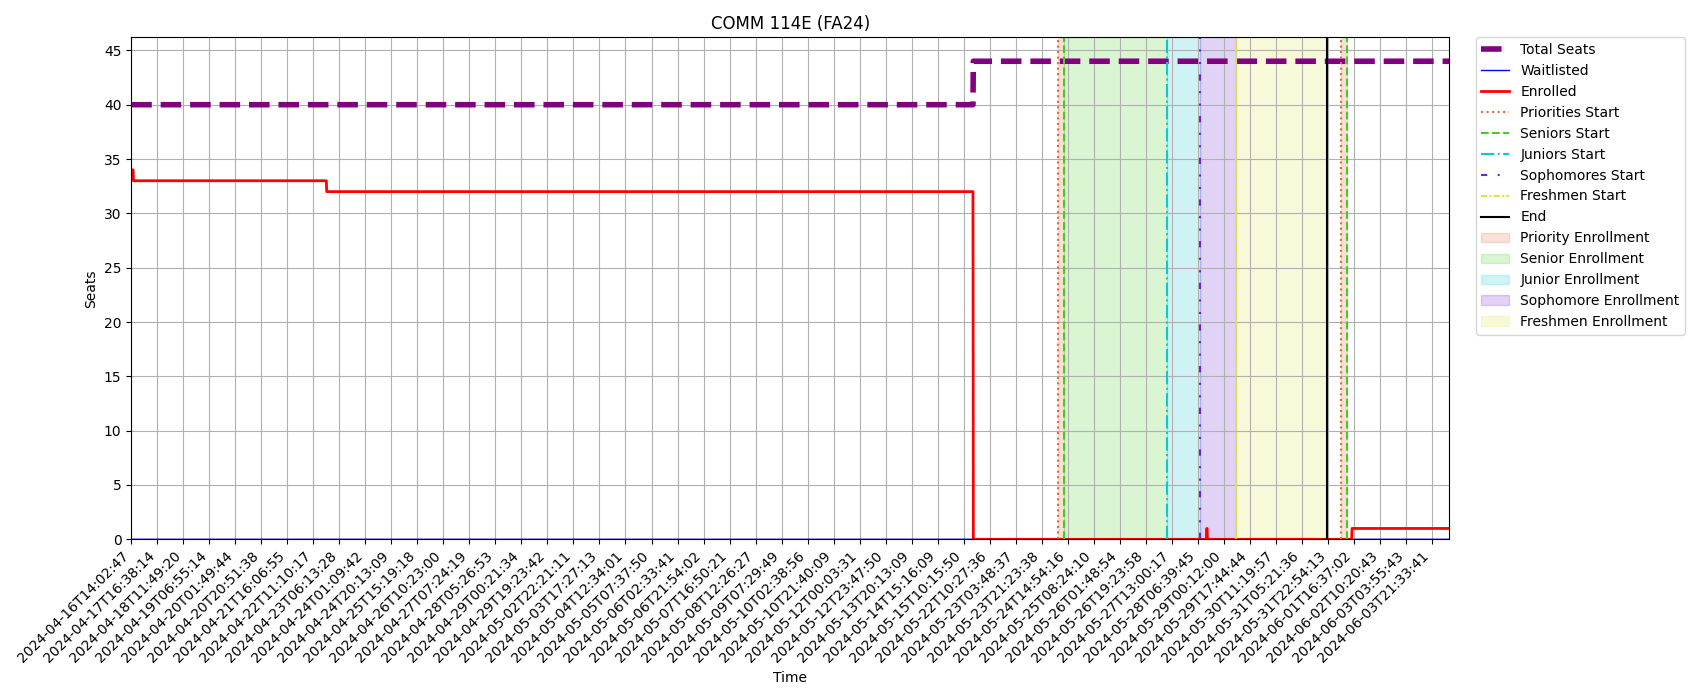 COMM 114E (FA24)
Seats
45
40
35
30
25
20
15
10
5
0
2024-04-16T14:02:47
2024-04-17T16:38:14
2024-04-18T11:49:20
2024-04-19T06:55:14
2024-04-20T01:49:44
2024-04-20T20:51:38
2024-04-21T16:06:55
2024-04-22T11:10:17
2024-04-23T06:13:28
2024-04-24T01:09:42
2024-04-24T20:13:09
2024-04-25T15:19:18
2024-04-26T10:23:00
2024-04-27T07:24:19
2024-04-28T05:26:53
2024-04-29T00:21:34
2024-04-29T19:23:42
2024-05-02T22:21:11
2024-05-03T17:27:13
2024-05-04T12:34:01
2024-05-05T07:37:50
2024-05-06T02:33:41
2024-05-06T21:54:02
2024-05-07T16:50:21
2024-05-08T12:26:27
2024-05-09T07:29:49
2024-05-10T02:38:56
2024-05-10T21:40:09
2024-05-12T00:03:31
2024-05-12T23:47:50
2024-05-13T20:13:09
2024-05-14T15:16:09
2024-05-15T10:15:50
2024-05-22T10:27:36
2024-05-23T03:48:37
2024-05-23T21:23:38
2024-05-24T14:54:16
2024-05-25T08:24:10
2024-05-26T01:48:54
2024-05-26T19:23:58
2024-05-27T13:00:17
2024-05-28T06:39:45
2024-05-29T00:12:00
2024-05-29T17:44:44
2024-05-30T11:19:57
2024-05-31T05:21:36
2024-05-31T22:54:13
2024-06-01T16:37:02
2024-06-02T10:20:43
2024-06-03T03:55:43
2024-06-03T21:33:41
Time
Total Seats
Waitlisted
Enrolled
Priorities Start
Seniors Start
Juniors Start
Sophomores Start
Freshmen Start
End
Priority Enrollment
Senior Enrollment
Junior Enrollment
Sophomore Enrollment
Freshmen Enrollment